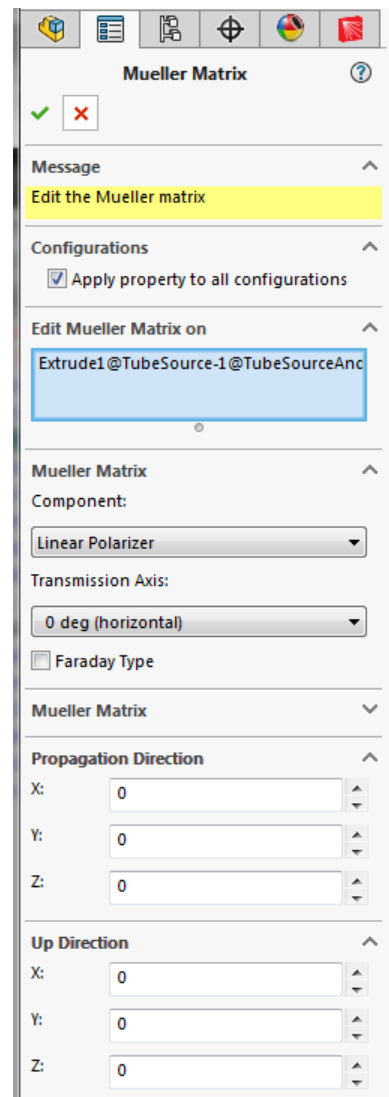 Mueller Matrix
Message
Edit the Mueller matrix
Configurations
Apply property to all configurations
Edit Mueller Matrix on
Extrude1@TubeSource-1@TubeSourceAnc
Mueller Matrix
Component:
Linear Polarizer
Transmission Axis:
0 deg (horizontal)
Faraday Type
Mueller Matrix
Propagation Direction
X: 0
Y: 0
Z: 0
Up Direction
X: 0
Y: 0
Z: 0